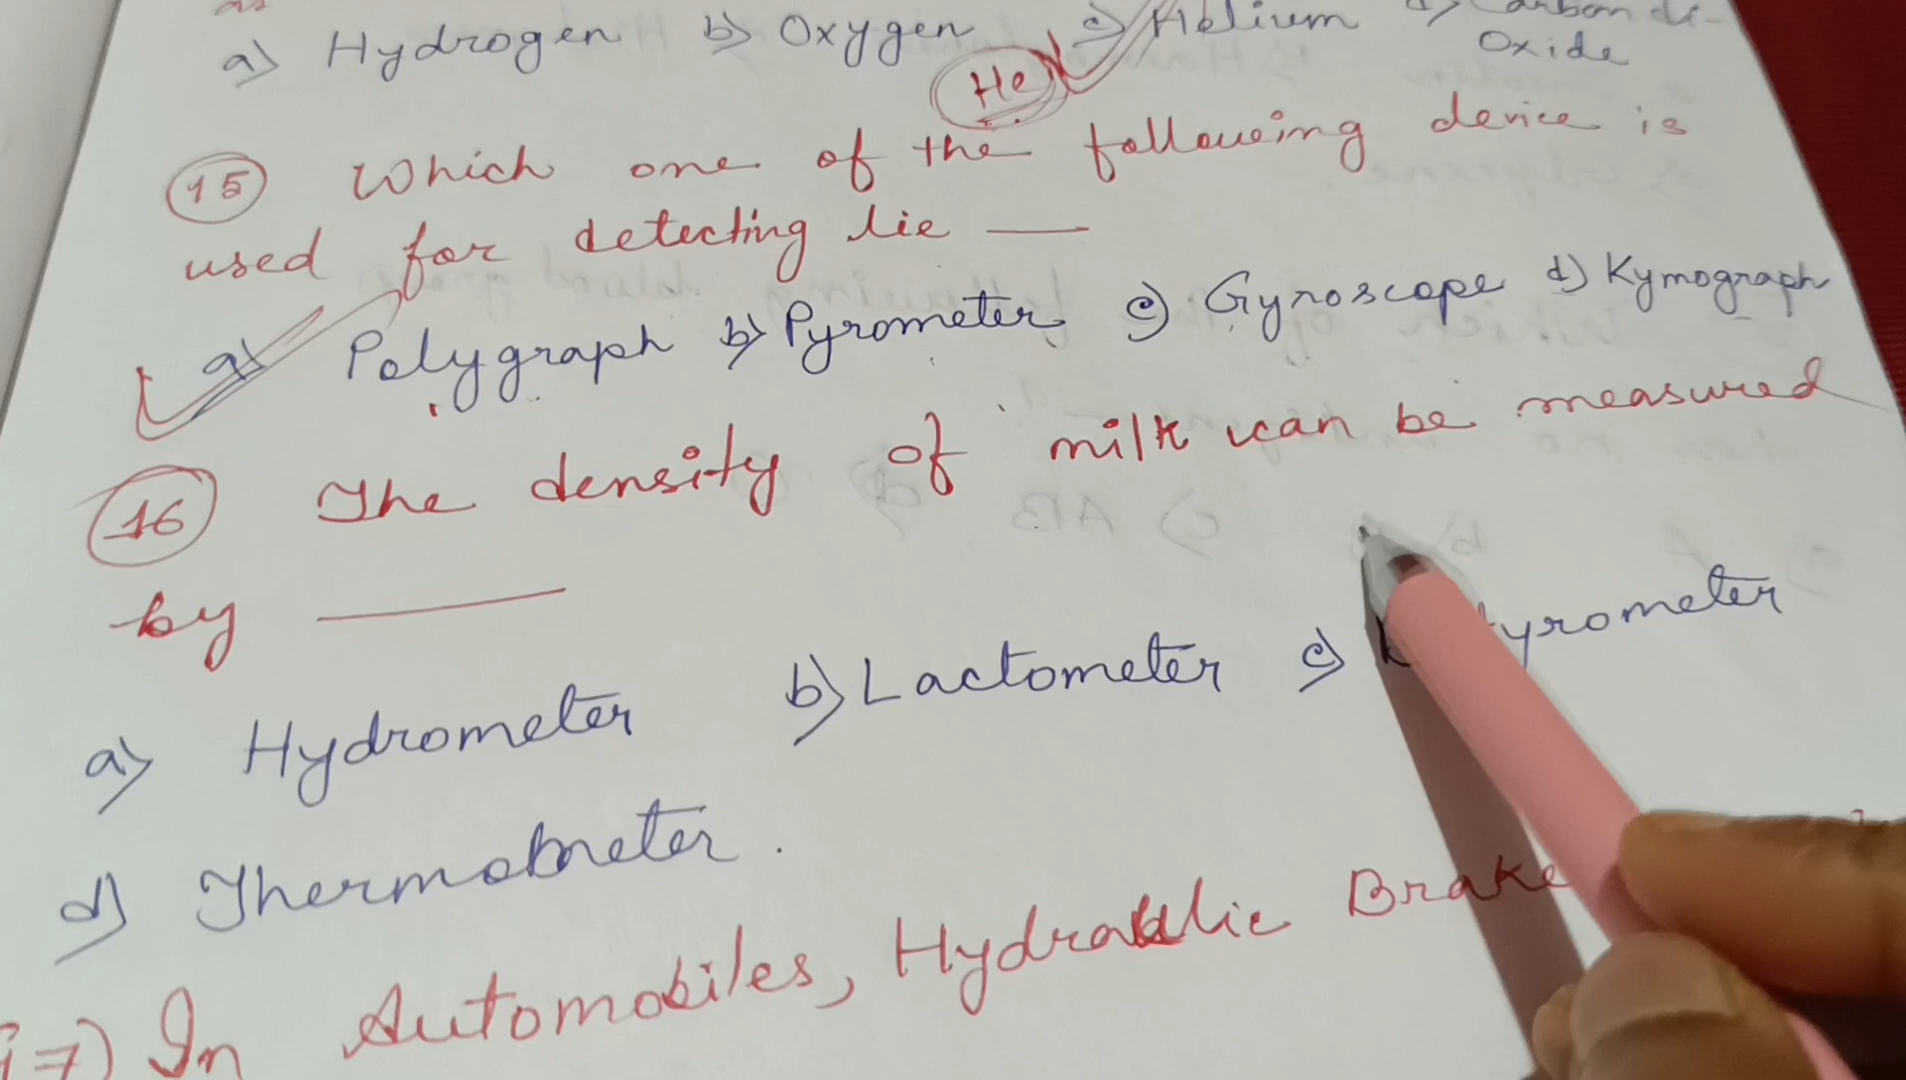 a) Hydrogen b) Oxygen c) Helium d) Carbon di-
Oxide
He
15 Which one of the following device is
used for detecting lie —
a) Polygraph b) Pyrometer c) Gyroscope d) Kymograph
16 The density of milk can be measured
by —
a) Hydrometer b) Lactometer c) yrometer
d) Thermometer.
17) In Automobiles, Hydraulic Brake